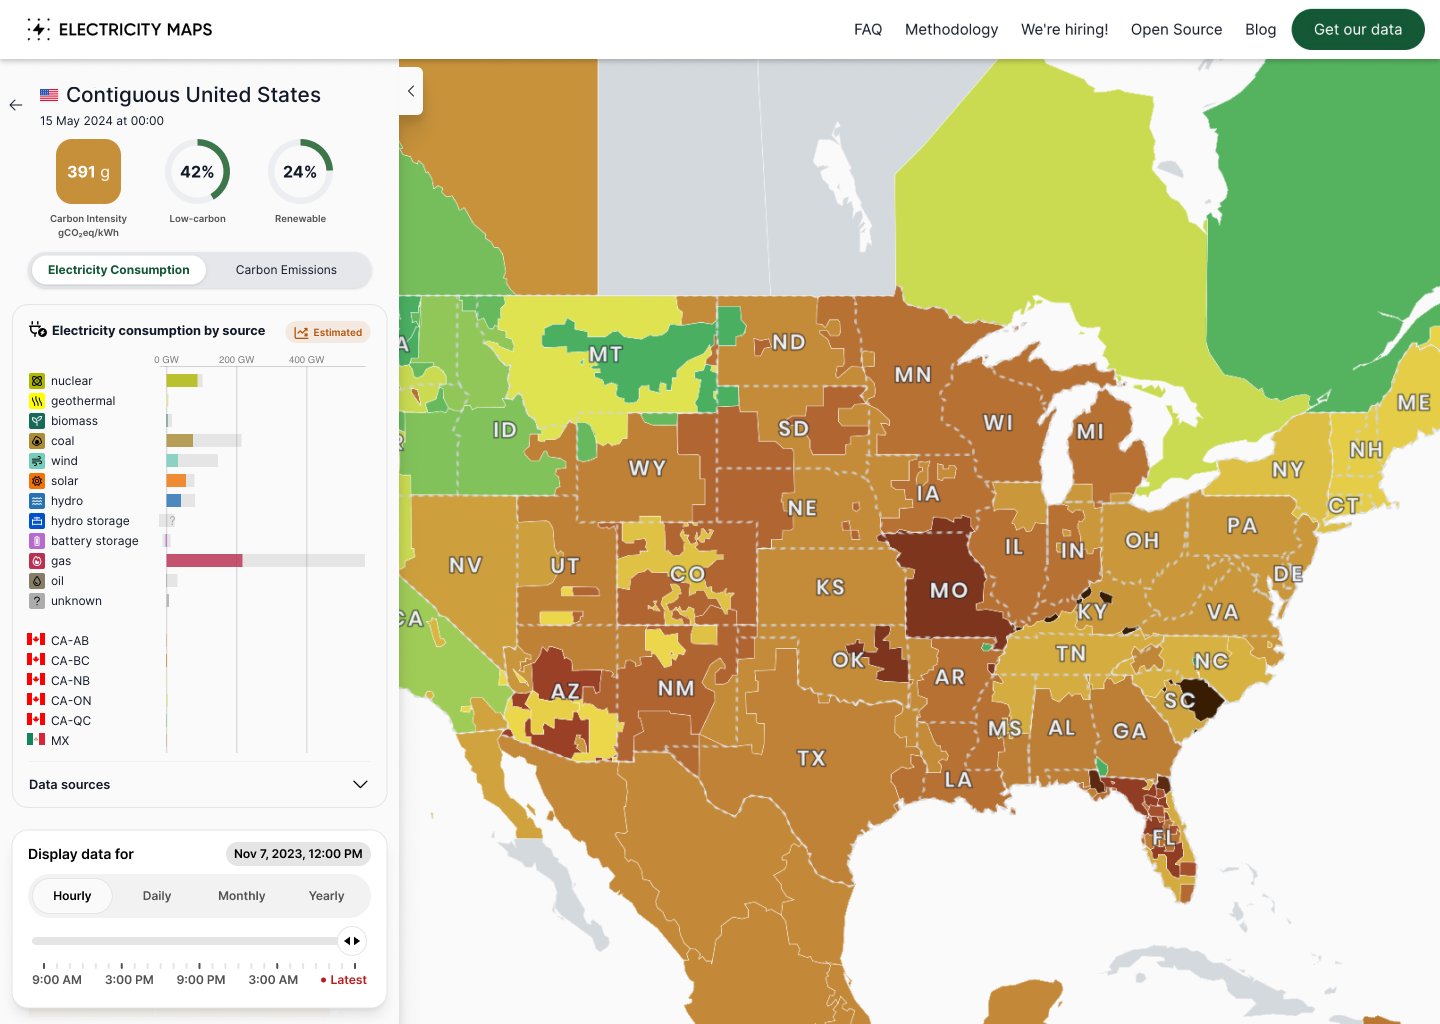 ELECTRICITY MAPS
FAQ
Methodology
We're hiring!
Open Source
Blog
Get our data
Contiguous United States
15 May 2024 at 00:00
391 g
42%
24%
Carbon Intensity
gCO₂eq/kWh
Low-carbon
Renewable
Electricity Consumption
Carbon Emissions
Electricity consumption by source
Estimated
0 GW
200 GW
400 GW
nuclear
geothermal
biomass
coal
wind
solar
hydro
hydro storage
?
battery storage
gas
oil
? unknown
CA-AB
CA-BC
CA-NB
CA-ON
CA-QC
MX
Data sources
Display data for
Nov 7, 2023, 12:00 PM
Hourly
Daily
Monthly
Yearly
9:00 AM
3:00 PM
9:00 PM
3:00 AM
• Latest
A
MT
ND
MN
ME
R
ID
SD
WI
MI
NH
WY
NY
IA
NE
CT
PA
OH
IL
IN
NV
UT
CO
KS
MO
DE
CA
KY
VA
OK
TN
NC
AZ
NM
AR
SC
MS
AL
GA
TX
LA
FL